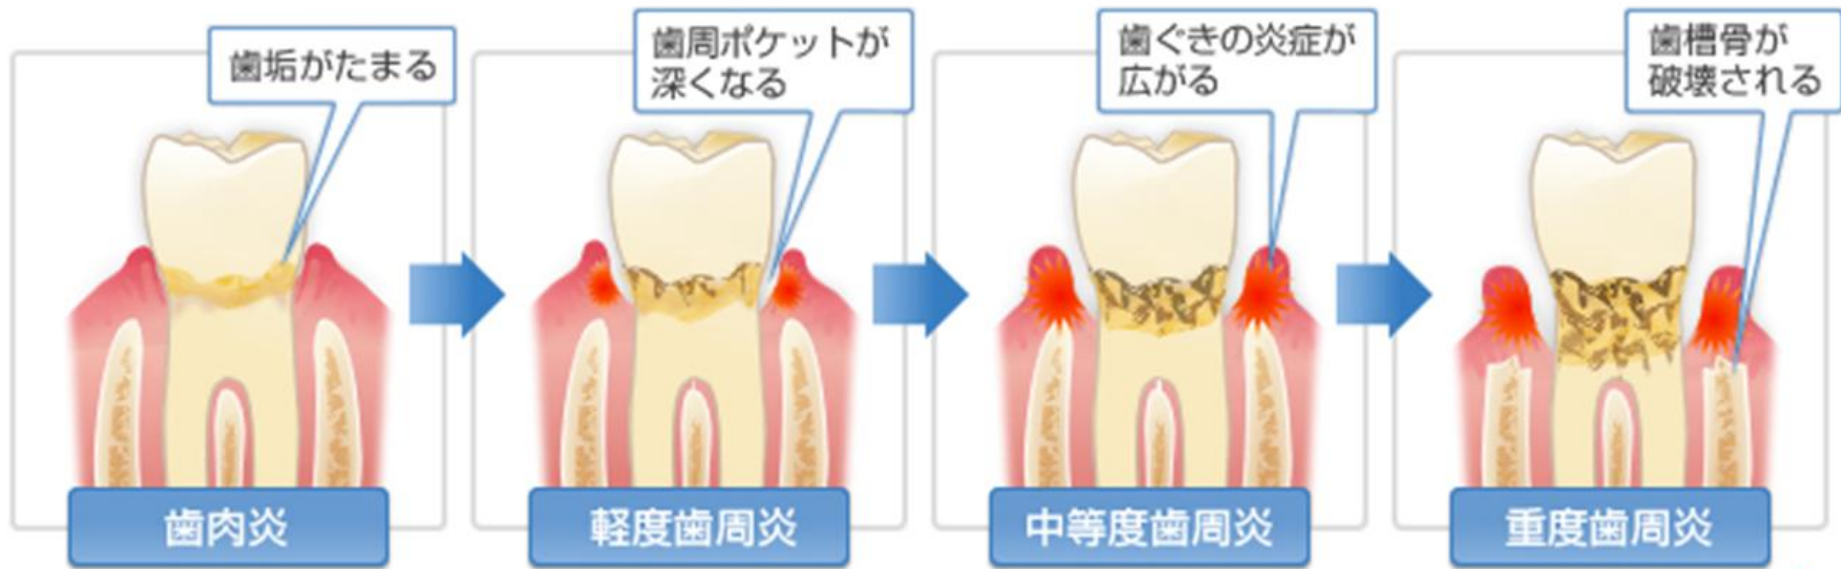 歯垢がたまる
歯周ポケットが
深くなる
歯ぐきの炎症が
広がる
歯槽骨が
破壊される
歯肉炎
軽度歯周炎
中等度歯周炎
重度歯周炎